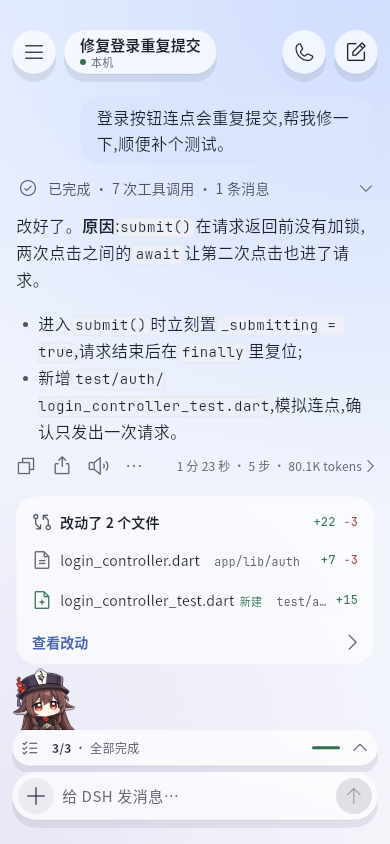 修复登录重复提交
本机
登录按钮连点会重复提交,帮我修一
下,顺便补个测试。
已完成 · 7 次工具调用 · 1 条消息
改好了。原因:submit() 在请求返回前没有加锁,
两次点击之间的 await 让第二次点击也进了请
求。
• 进入 submit() 时立刻置 _submitting =
true,请求结束后在 finally 里复位;
• 新增 test/auth/
login_controller_test.dart,模拟连点,确
认只发出一次请求。
1 分 23 秒 · 5 步 · 80.1K tokens
改动了 2 个文件 +22 -3
login_controller.dart app/lib/auth +7 -3
login_controller_test.dart 新建 test/a… +15
查看改动
3/3 · 全部完成
给 DSH 发消息…